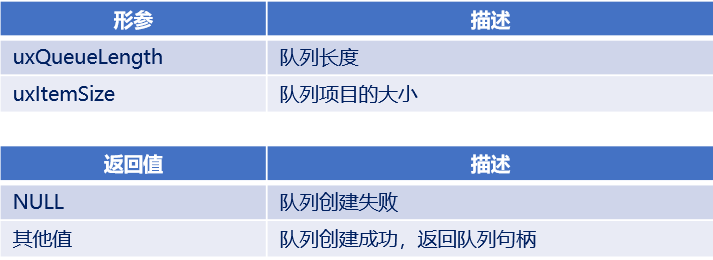 形参 描述
uxQueueLength 队列长度
uxItemSize 队列项目的大小
返回值 描述
NULL 队列创建失败
其他值 队列创建成功，返回队列句柄